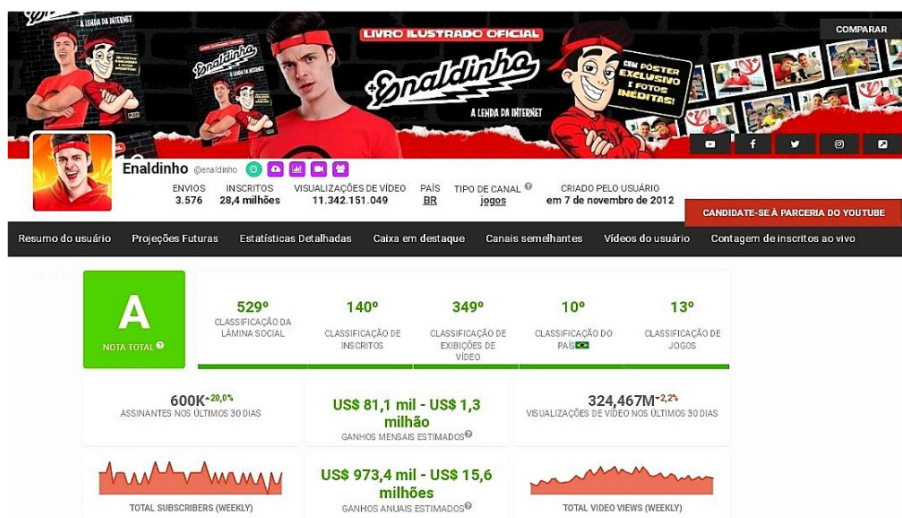 A LENDA DA INTERNET
LIVRO ILUSTRADO OFICIAL
Enaldinho
A LENDA DA INTERNET
COM PÔSTER
EXCLUSIVO
E FOTOS
INÉDITAS!
COMPARAR
Enaldinho @enaldinho
ENVIOS INSCRITOS VISUALIZAÇÕES DE VÍDEO PAÍS TIPO DE CANAL CRIADO PELO USUÁRIO
3.576 28,4 milhões 11.342.151.049 BR jogos em 7 de novembro de 2012
CANDIDATE-SE À PARCERIA DO YOUTUBE
Resumo do usuário Projeções Futuras Estatísticas Detalhadas Caixa em destaque Canais semelhantes Vídeos do usuário Contagem de inscritos ao vivo
A
NOTA TOTAL
529º
CLASSIFICAÇÃO DA
LÂMINA SOCIAL
140º
CLASSIFICAÇÃO DE
INSCRITOS
349º
CLASSIFICAÇÃO DE
EXIBIÇÕES DE
VÍDEO
10º
CLASSIFICAÇÃO DO
PAÍS
13º
CLASSIFICAÇÃO DE
JOGOS
600K +20,0%
ASSINANTES NOS ÚLTIMOS 30 DIAS
US$ 81,1 mil - US$ 1,3
milhão
GANHOS MENSAIS ESTIMADOS
324,467M -2,2%
VISUALIZAÇÕES DE VÍDEO NOS ÚLTIMOS 30 DIAS
TOTAL SUBSCRIBERS (WEEKLY)
US$ 973,4 mil - US$ 15,6
milhões
GANHOS ANUAIS ESTIMADOS
TOTAL VIDEO VIEWS (WEEKLY)